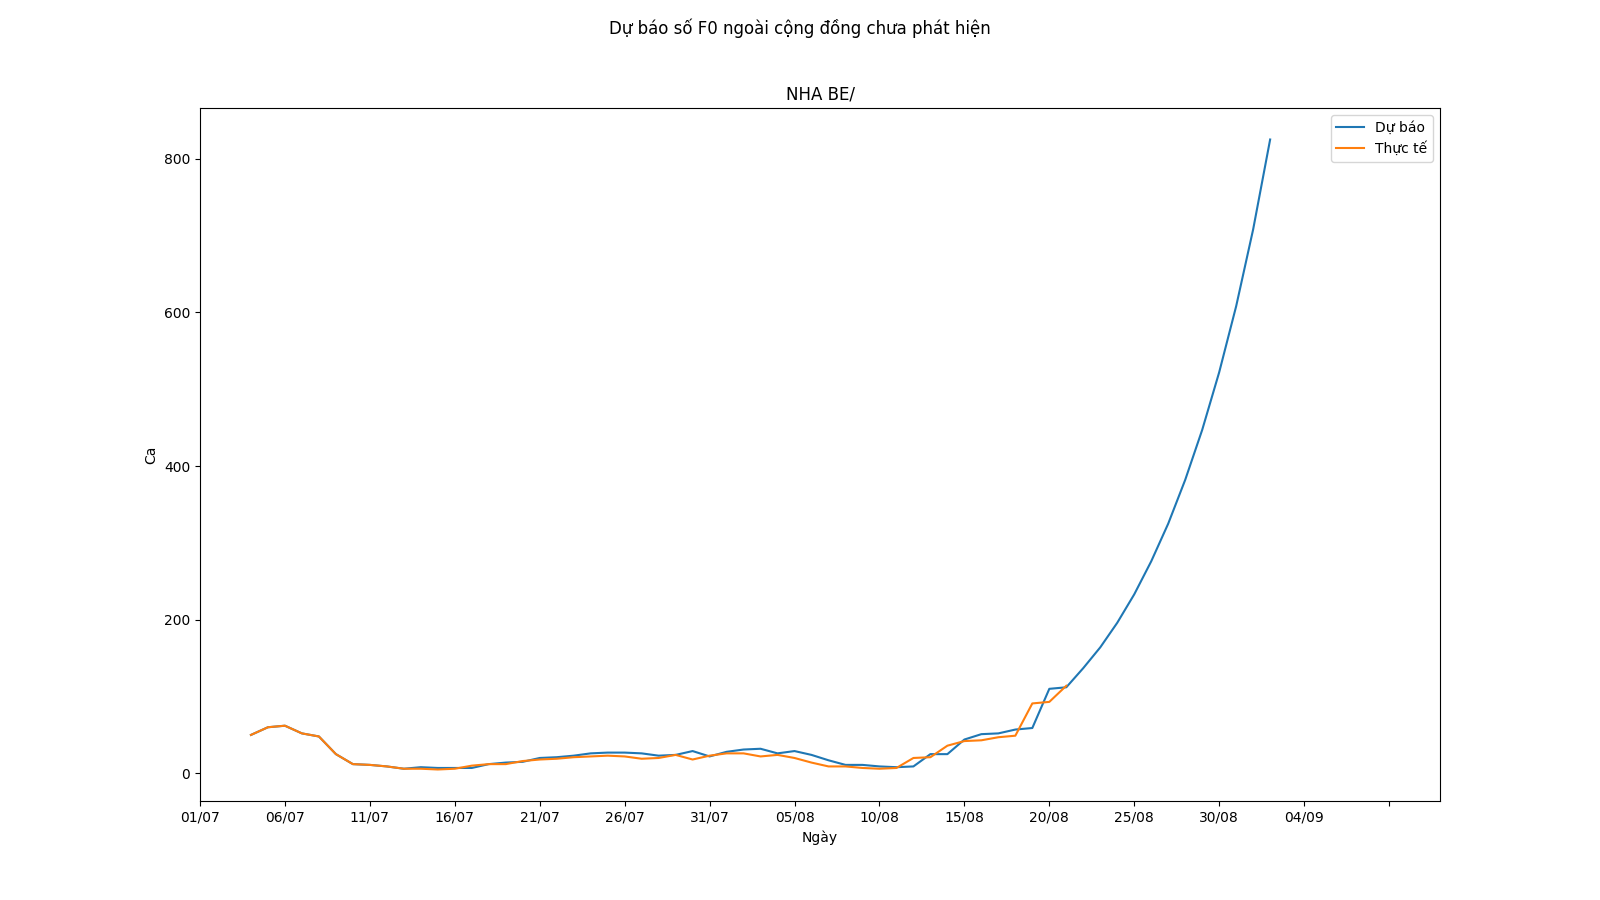 Dự báo số F0 ngoài cộng đồng chưa phát hiện
NHA BE/
Dự báo
Thực tế
800
600
400
200
0
Ca
01/07 06/07 11/07 16/07 21/07 26/07 31/07 05/08 10/08 15/08 20/08 25/08 30/08 04/09
Ngày